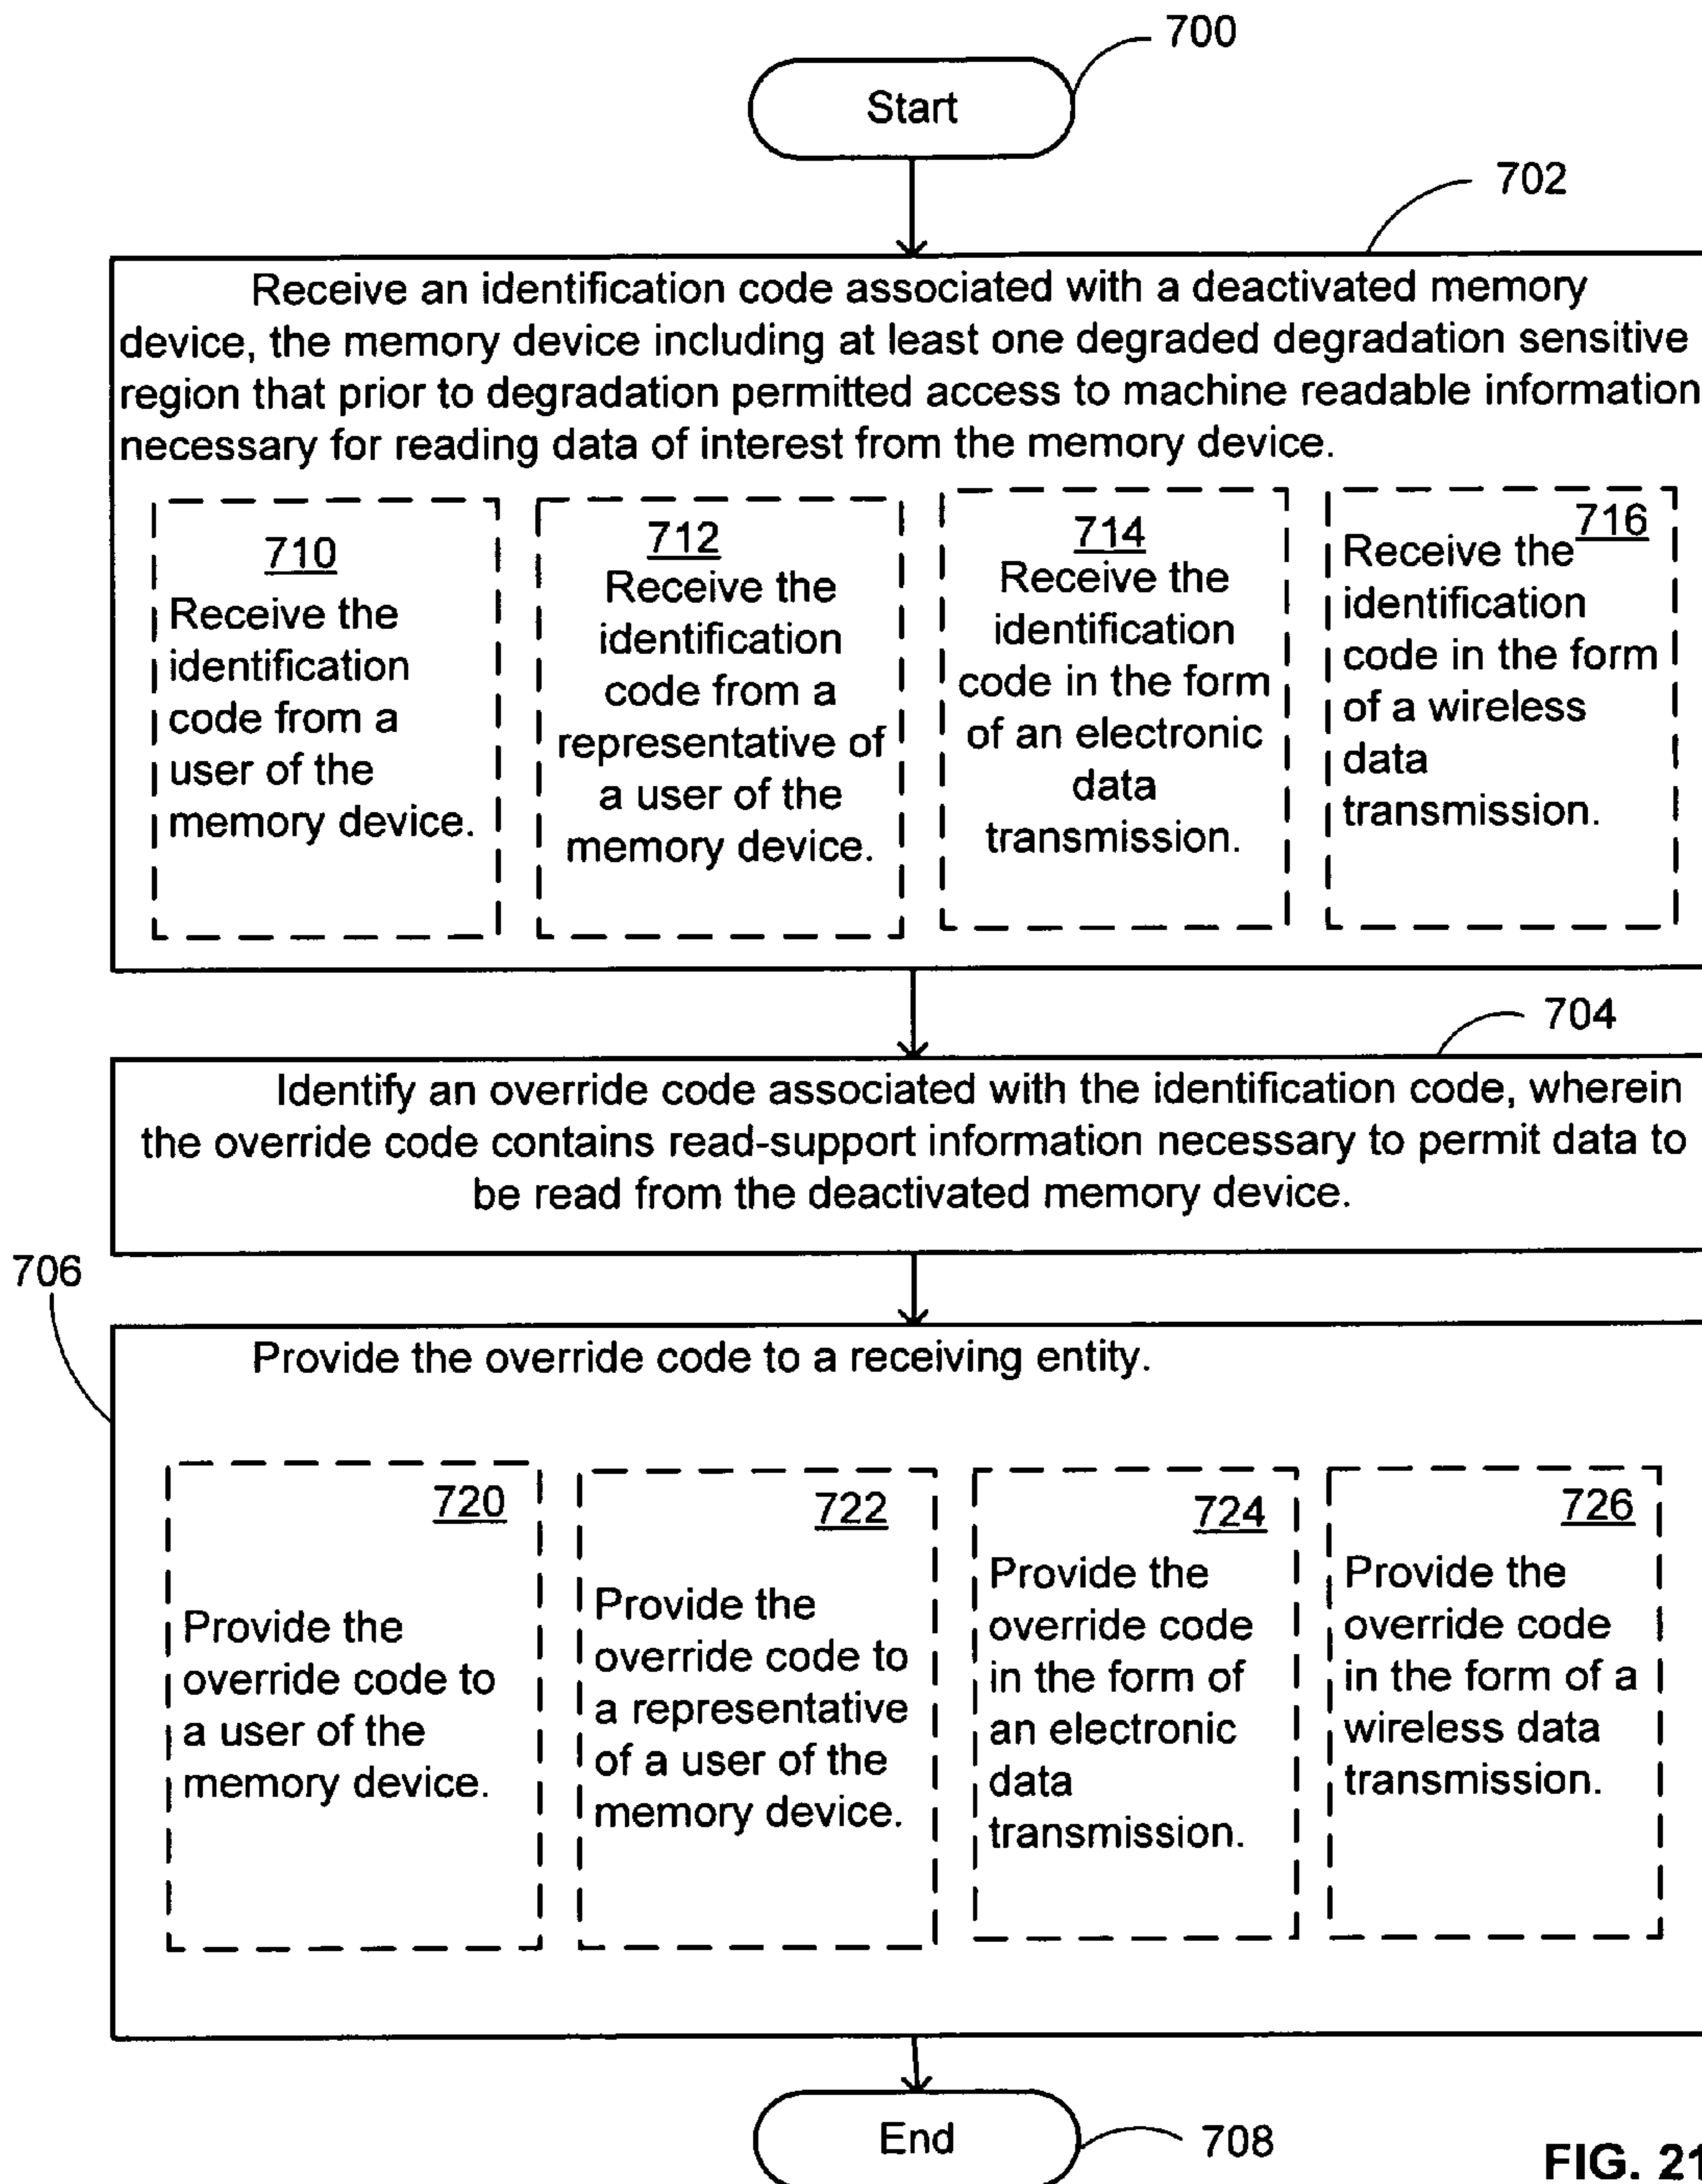 700
Start
702
Receive an identification code associated with a deactivated memory
device, the memory device including at least one degraded degradation sensitive
region that prior to degradation permitted access to machine readable information
necessary for reading data of interest from the memory device.
710
Receive the
identification
code from a
user of the
memory device.
712
Receive the
identification
code from a
representative of
a user of the
memory device.
714
Receive the
identification
code in the form
of an electronic
data
transmission.
716
Receive the
identification
code in the form
of a wireless
data
transmission.
704
Identify an override code associated with the identification code, wherein
the override code contains read-support information necessary to permit data to
be read from the deactivated memory device.
706
Provide the override code to a receiving entity.
720
Provide the
override code to
a user of the
memory device.
722
Provide the
override code to
a representative
of a user of the
memory device.
724
Provide the
override code
in the form of
an electronic
data
transmission.
726
Provide the
override code
in the form of a
wireless data
transmission.
End
708
FIG. 21